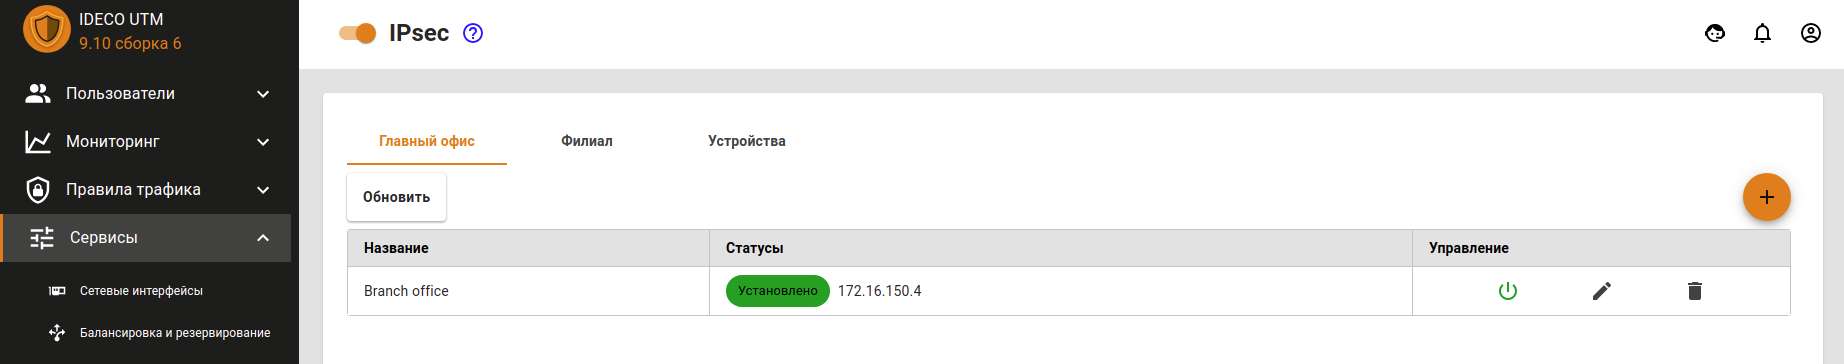 IDECO UTM
9.10 сборка 6
Пользователи
Мониторинг
Правила трафика
Сервисы
Сетевые интерфейсы
Балансировка и резервирование
IPsec ?
Главный офис Филиал Устройства
Обновить
Название Статусы Управление
Branch office Установлено 172.16.150.4